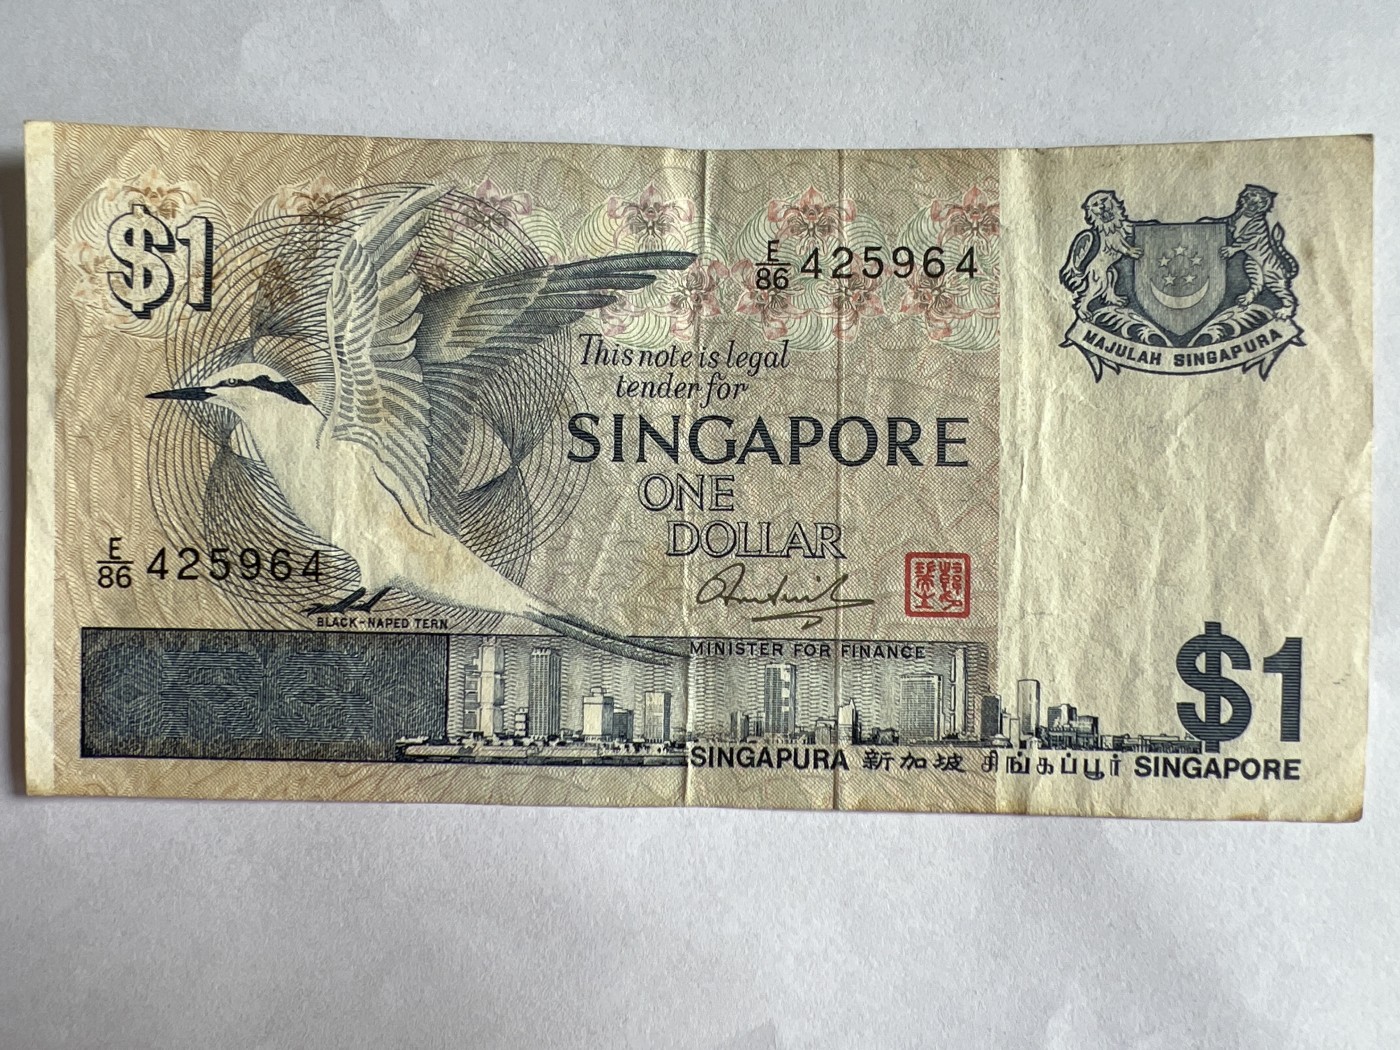 $1
E/86 425964
MAJULAH SINGAPURA
This note is legal
tender for
SINGAPORE
ONE
DOLLAR
E/86 425964
BLACK-NAPED TERN
MINISTER FOR FINANCE
$1
SINGAPURA 新加坡 சிங்கப்பூர் SINGAPORE